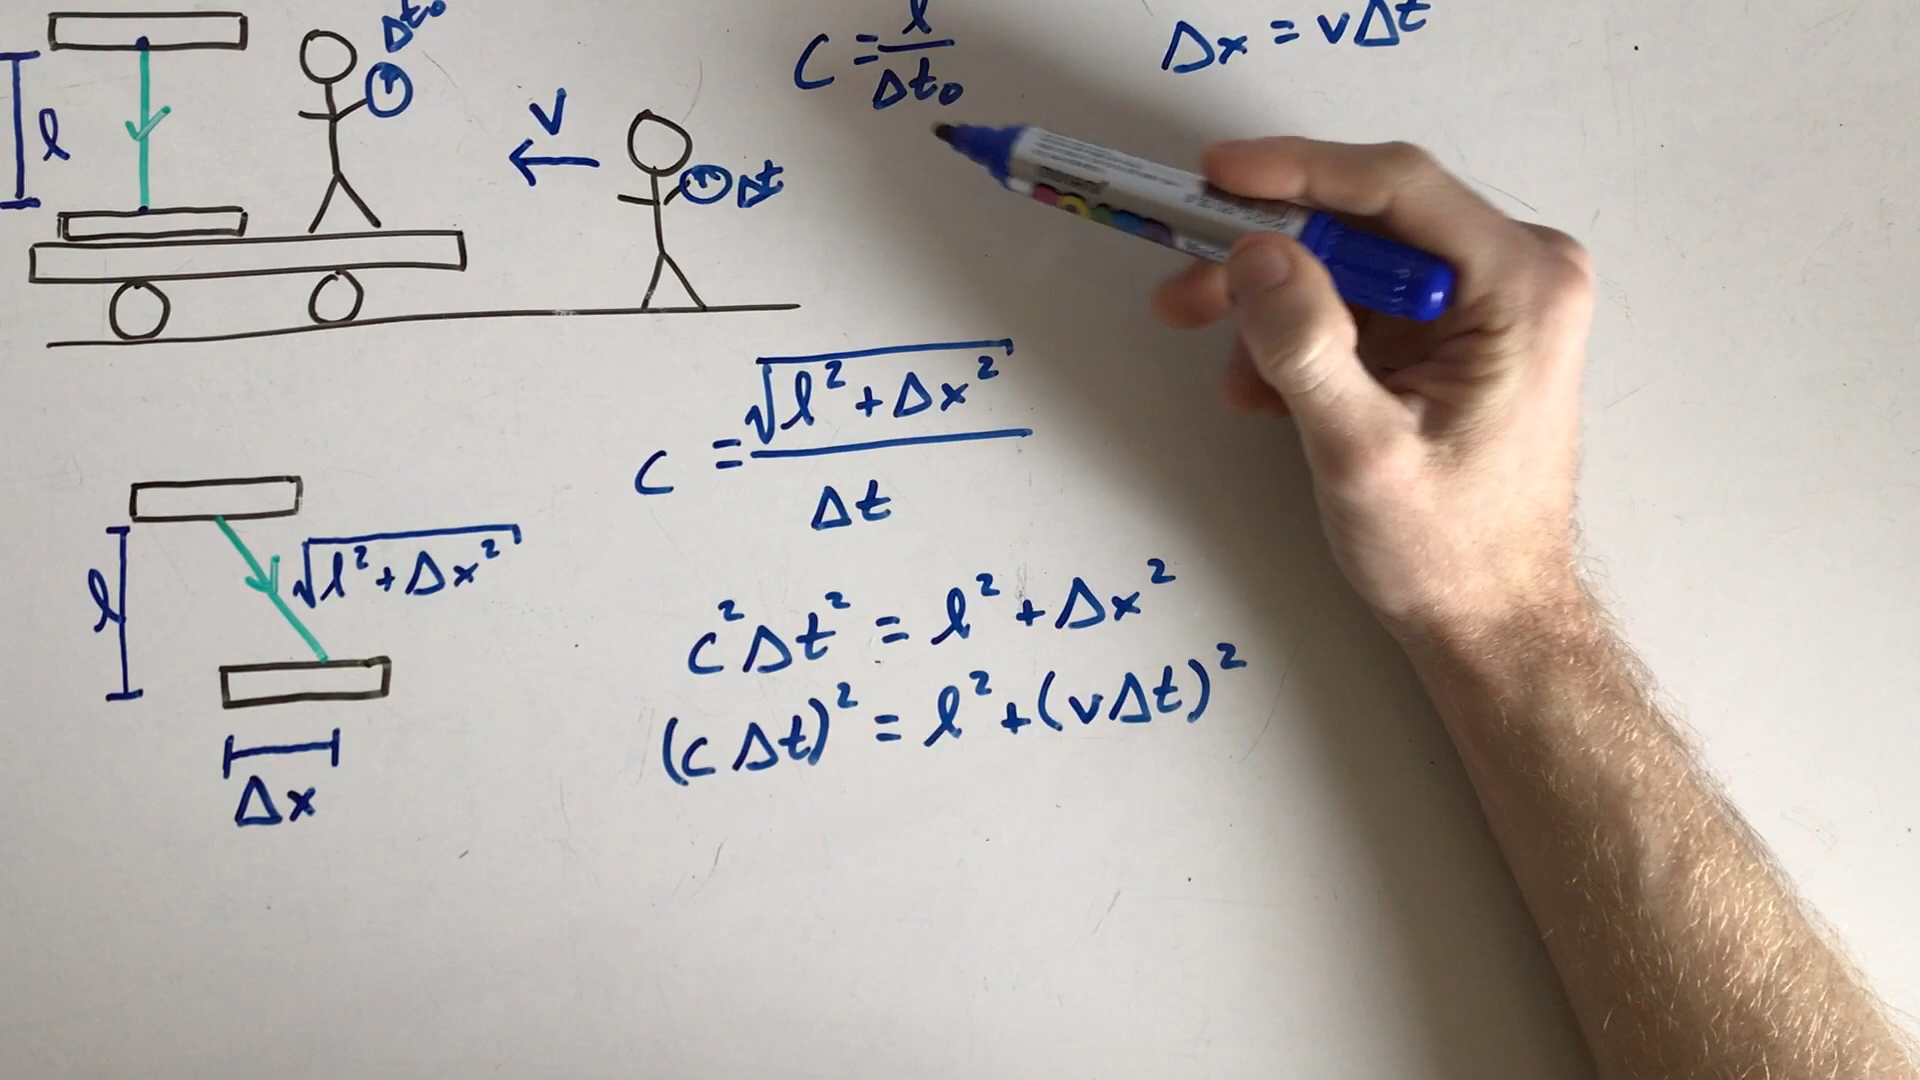 Δt₀
C = l/Δt₀
Δx = vΔt
l
v
Δt
C = √(l² + Δx²)/Δt
l
√(l² + Δx²)
c²Δt² = l² + Δx²
(cΔt)² = l² + (vΔt)²
Δx